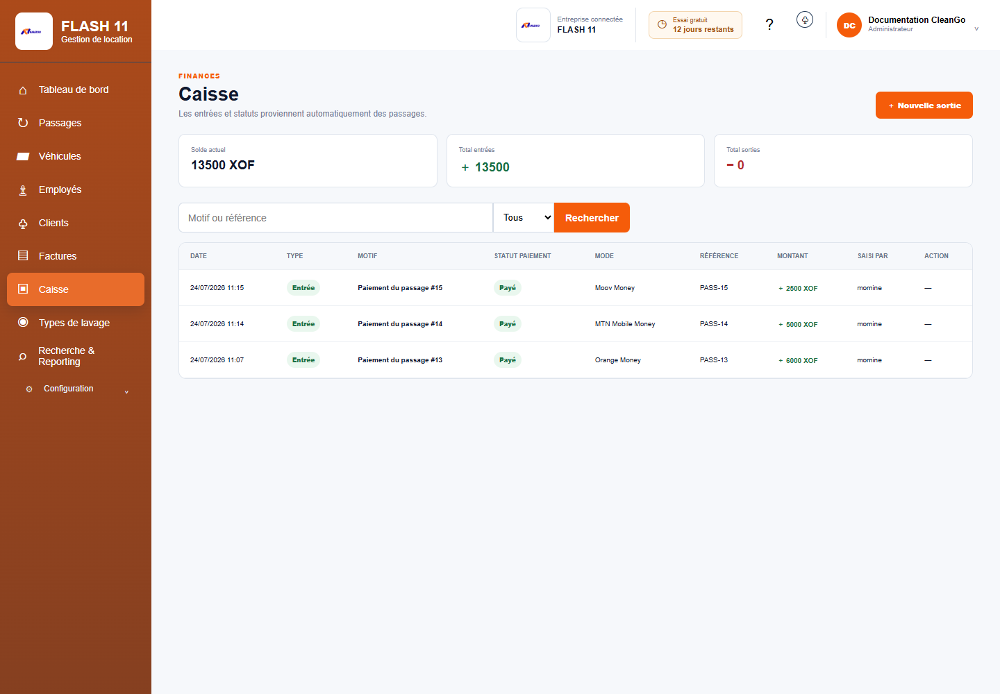 FLASH 11
Gestion de location
Entreprise connectée
FLASH 11
Essai gratuit
12 jours restants
?
DC
Documentation CleanGo
Administrateur
Tableau de bord
Passages
Véhicules
Employés
Clients
Factures
Caisse
Types de lavage
Recherche &
Reporting
Configuration
FINANCES
Caisse
Les entrées et statuts proviennent automatiquement des passages.
+ Nouvelle sortie
Solde actuel
13500 XOF
Total entrées
+ 13500
Total sorties
− 0
Motif ou référence
Tous
Rechercher
DATE TYPE MOTIF STATUT PAIEMENT MODE RÉFÉRENCE MONTANT SAISI PAR ACTION
24/07/2026 11:15 Entrée Paiement du passage #15 Payé Moov Money PASS-15 + 2500 XOF momine —
24/07/2026 11:14 Entrée Paiement du passage #14 Payé MTN Mobile Money PASS-14 + 5000 XOF momine —
24/07/2026 11:07 Entrée Paiement du passage #13 Payé Orange Money PASS-13 + 6000 XOF momine —